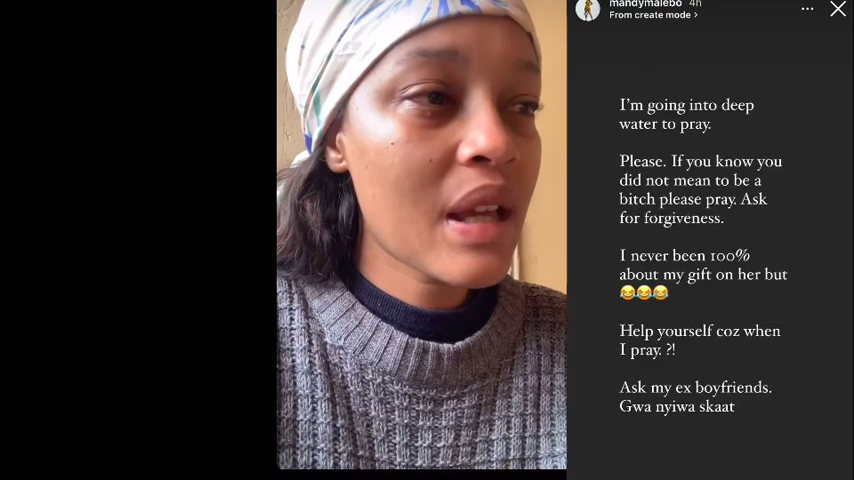 mandymalebo 4h
From create mode >
I'm going into deep
water to pray.
Please. If you know you
did not mean to be a
bitch please pray. Ask
for forgiveness.
I never been 100%
about my gift on her but
😂😂😂
Help yourself coz when
I pray. ?!
Ask my ex boyfriends.
Gwa nyiwa skaat